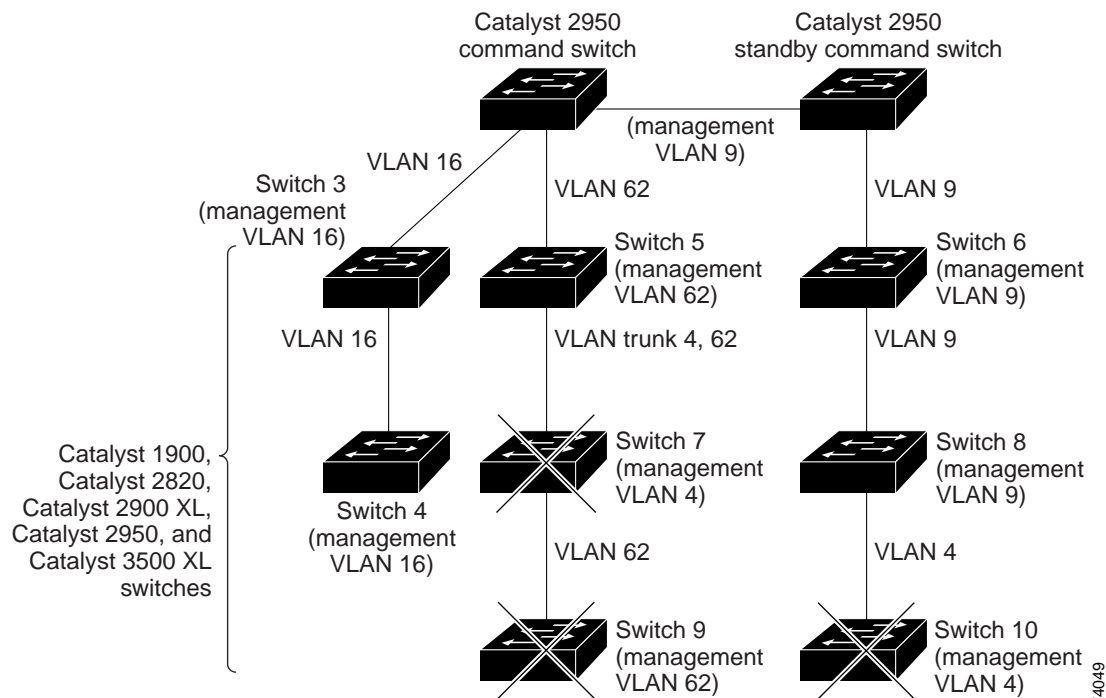 Catalyst 2950
command switch
Catalyst 2950
standby command switch
(management
VLAN 9)
VLAN 16
VLAN 62
VLAN 9
Switch 3
(management
VLAN 16)
Switch 5
(management
VLAN 62)
Switch 6
(management
VLAN 9)
VLAN 16
VLAN trunk 4, 62
VLAN 9
Catalyst 1900,
Catalyst 2820,
Catalyst 2900 XL,
Catalyst 2950, and
Catalyst 3500 XL
switches
Switch 4
(management
VLAN 16)
Switch 7
(management
VLAN 4)
Switch 8
(management
VLAN 9)
VLAN 62
VLAN 4
Switch 9
(management
VLAN 62)
Switch 10
(management
VLAN 4)